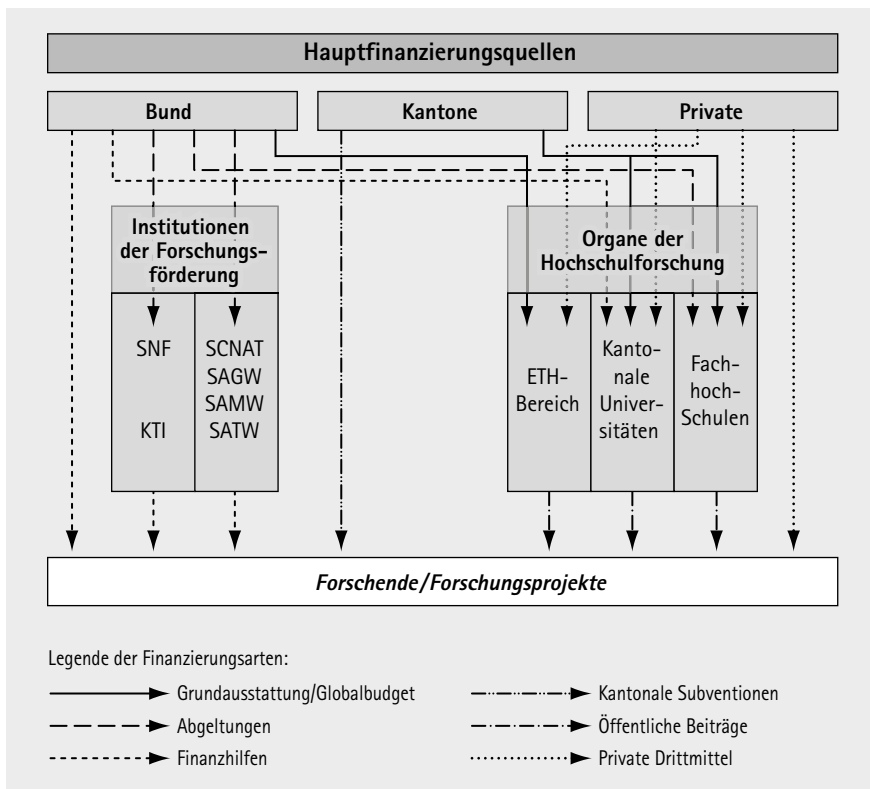 Hauptfinanzierungsquellen
Bund
Kantone
Private
Institutionen
der Forschungs-
förderung
Organe der
Hochschulforschung
SNF
KTI
SCNAT
SAGW
SAMW
SATW
ETH-
Bereich
Kanto-
nale
Univer-
sitäten
Fach-
hoch-
Schulen
Forschende/Forschungsprojekte
Legende der Finanzierungsarten:
Grundausstattung/Globalbudget
Abgeltungen
Finanzhilfen
Kantonale Subventionen
Öffentliche Beiträge
Private Drittmittel